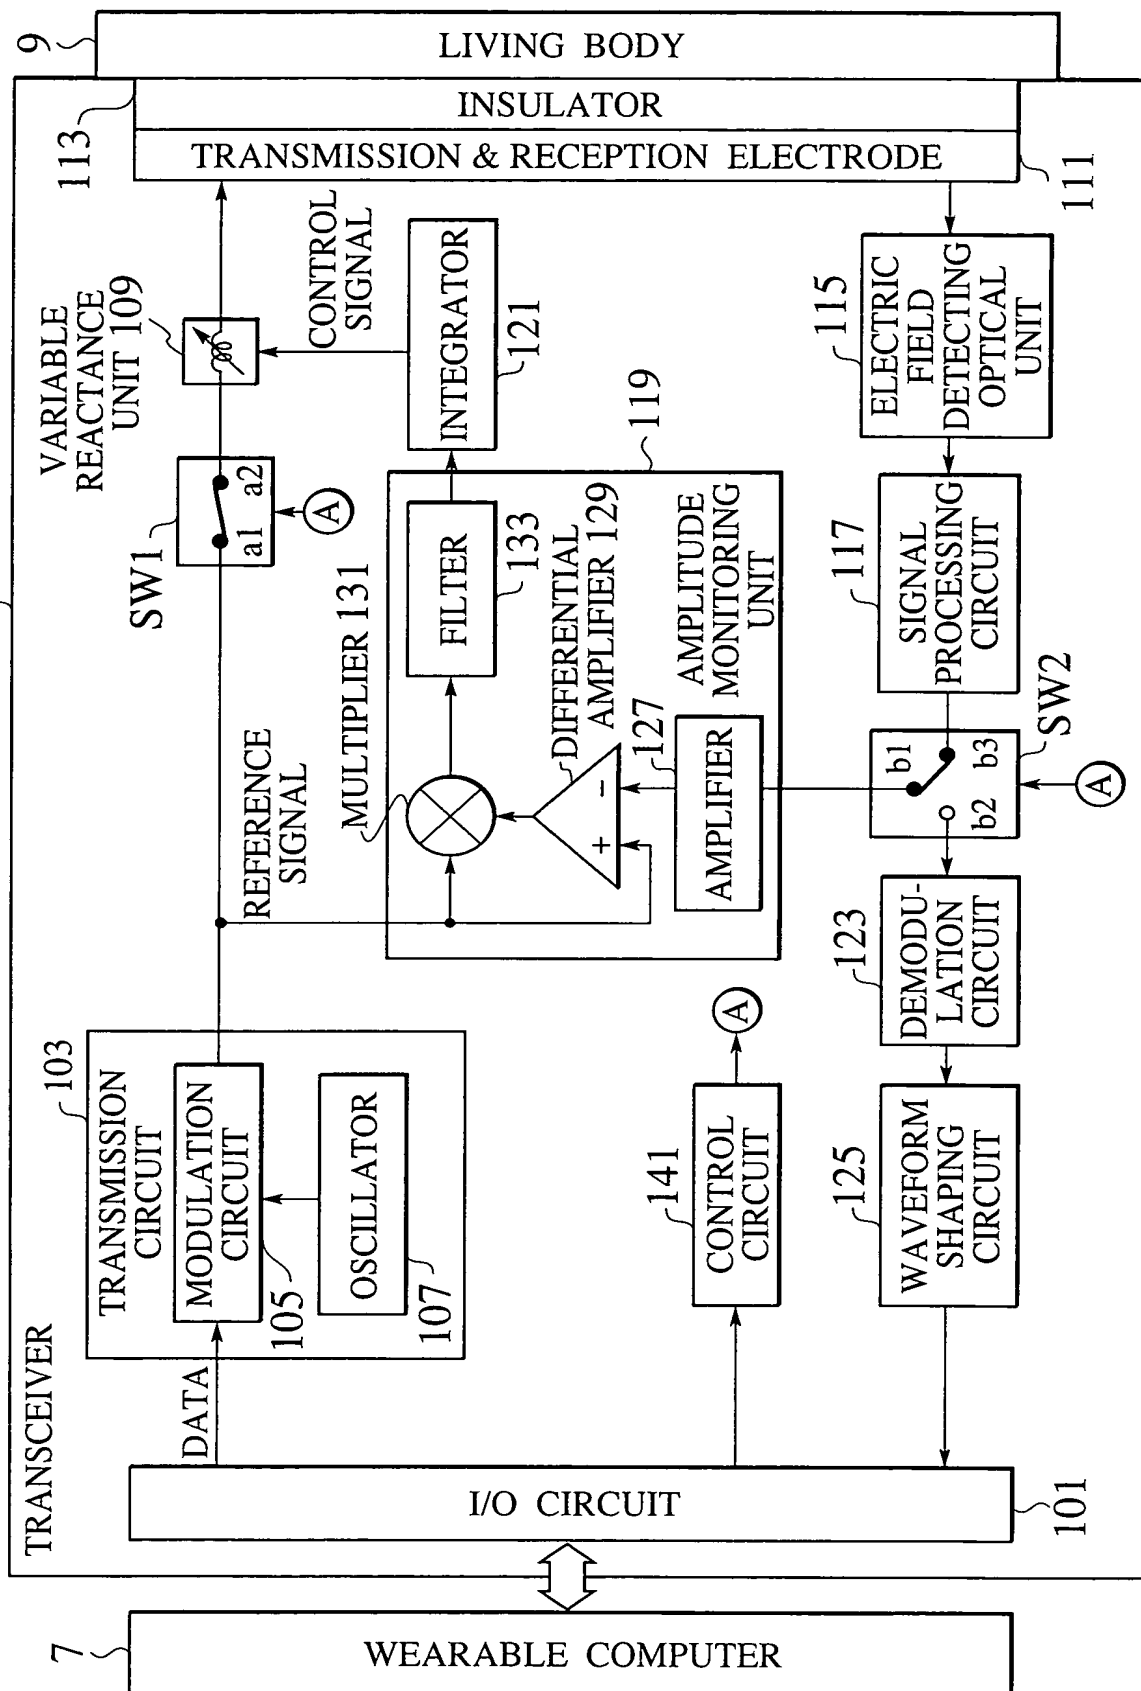 TRANSCEIVER
7
WEARABLE COMPUTER
I/O CIRCUIT
101
DATA
103
TRANSMISSION
CIRCUIT
MODULATION
CIRCUIT
105
OSCILLATOR
107
REFERENCE
SIGNAL
SW1
a1 a2
A
VARIABLE
REACTANCE
UNIT 109
CONTROL
SIGNAL
INTEGRATOR
121
119
MULTIPLIER 131
FILTER
133
DIFFERENTIAL
AMPLIFIER 129
+ −
127
AMPLIFIER
AMPLITUDE
MONITORING
UNIT
141
CONTROL
CIRCUIT
A
125
WAVEFORM
SHAPING
CIRCUIT
123
DEMODU-
LATION
CIRCUIT
b1
b2 b3
SW2
A
117
SIGNAL
PROCESSING
CIRCUIT
115
ELECTRIC
FIELD
DETECTING
OPTICAL
UNIT
TRANSMISSION & RECEPTION ELECTRODE
111
INSULATOR
113
LIVING BODY
9